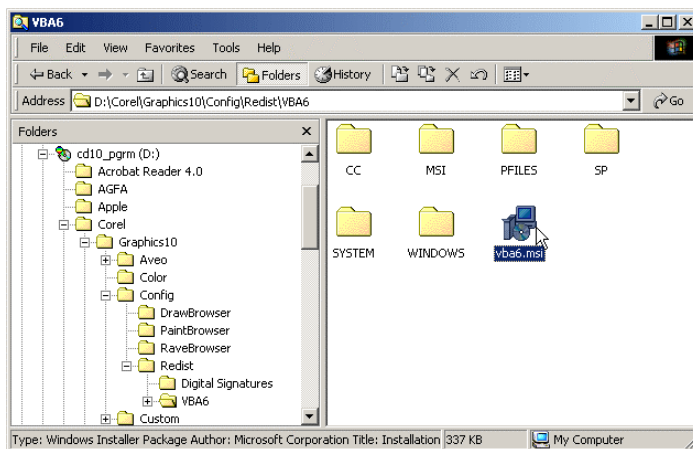 VBA6
File Edit View Favorites Tools Help
Back Search Folders History
Address D:\Corel\Graphics10\Config\Redist\VBA6 Go
Folders
cd10_pgrm (D:)
Acrobat Reader 4.0
AGFA
Apple
Corel
Graphics10
Aveo
Color
Config
DrawBrowser
PaintBrowser
RaveBrowser
Redist
Digital Signatures
VBA6
Custom
CC MSI PFILES SP
SYSTEM WINDOWS vba6.msi
Type: Windows Installer Package Author: Microsoft Corporation Title: Installation 337 KB My Computer